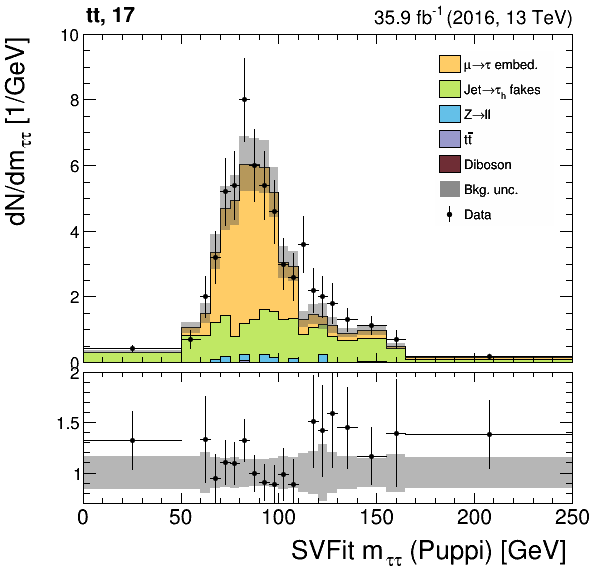 tt, 17
35.9 fb⁻¹ (2016, 13 TeV)
dN/dm_ττ [1/GeV]
10
8
6
4
2
0
μ→τ embed.
Jet→τ_h fakes
Z→ll
tt̄
Diboson
Bkg. unc.
Data
2
1.5
1
0 50 100 150 200 250
SVFit m_ττ (Puppi) [GeV]